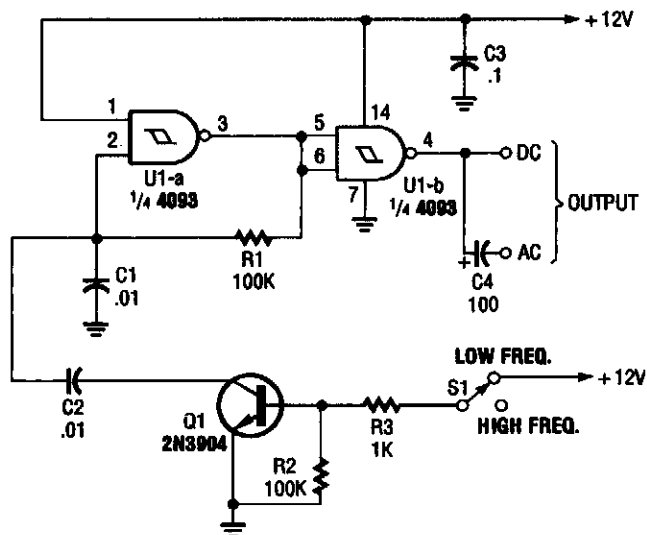 +12V
C3
.1
1
2
3
5
6
14
4
7
U1-a
1/4 4093
U1-b
1/4 4093
DC
AC
OUTPUT
+
C4
100
R1
100K
C1
.01
C2
.01
Q1
2N3904
R2
100K
R3
1K
S1
LOW FREQ.
HIGH FREQ.
+12V